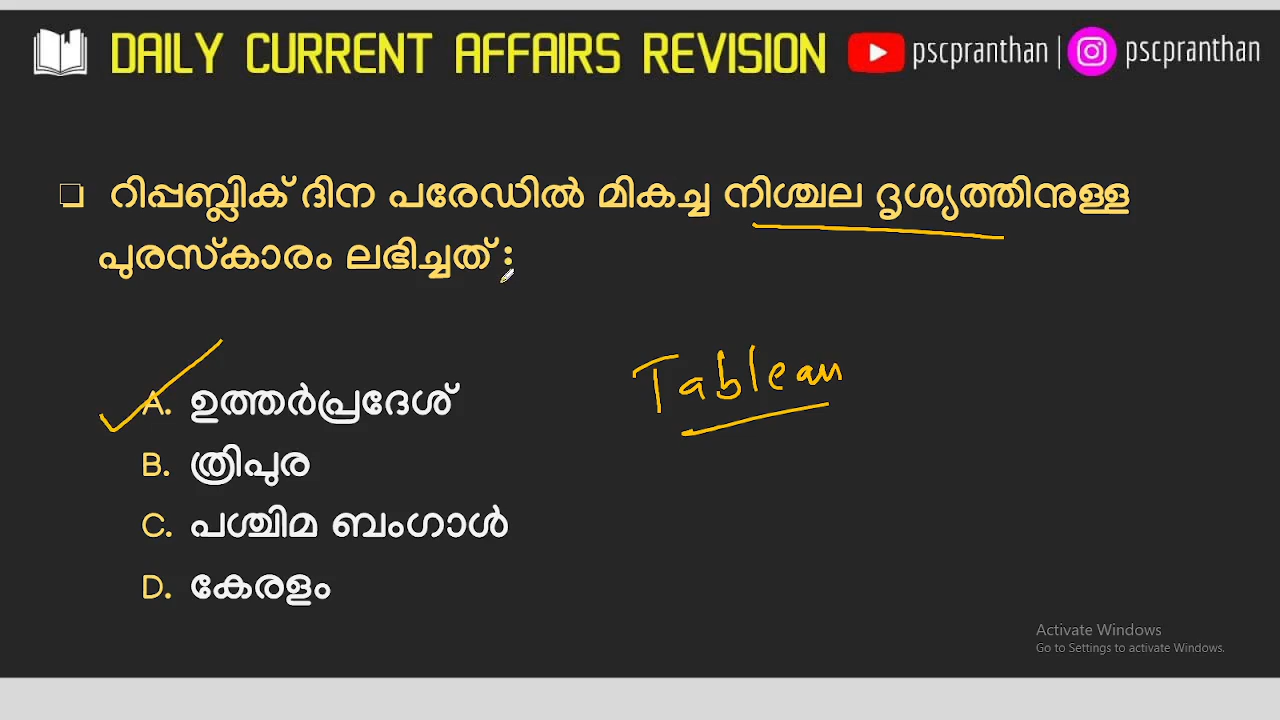 DAILY CURRENT AFFAIRS REVISION pscpranthan | pscpranthan
❑ റിപ്പബ്ലിക് ദിന പരേഡിൽ മികച്ച നിശ്ചല ദൃശ്യത്തിനുള്ള
പുരസ്കാരം ലഭിച്ചത് :
A. ഉത്തർപ്രദേശ്
Tableau
B. ത്രിപുര
C. പശ്ചിമ ബംഗാൾ
D. കേരളം
Activate Windows
Go to Settings to activate Windows.